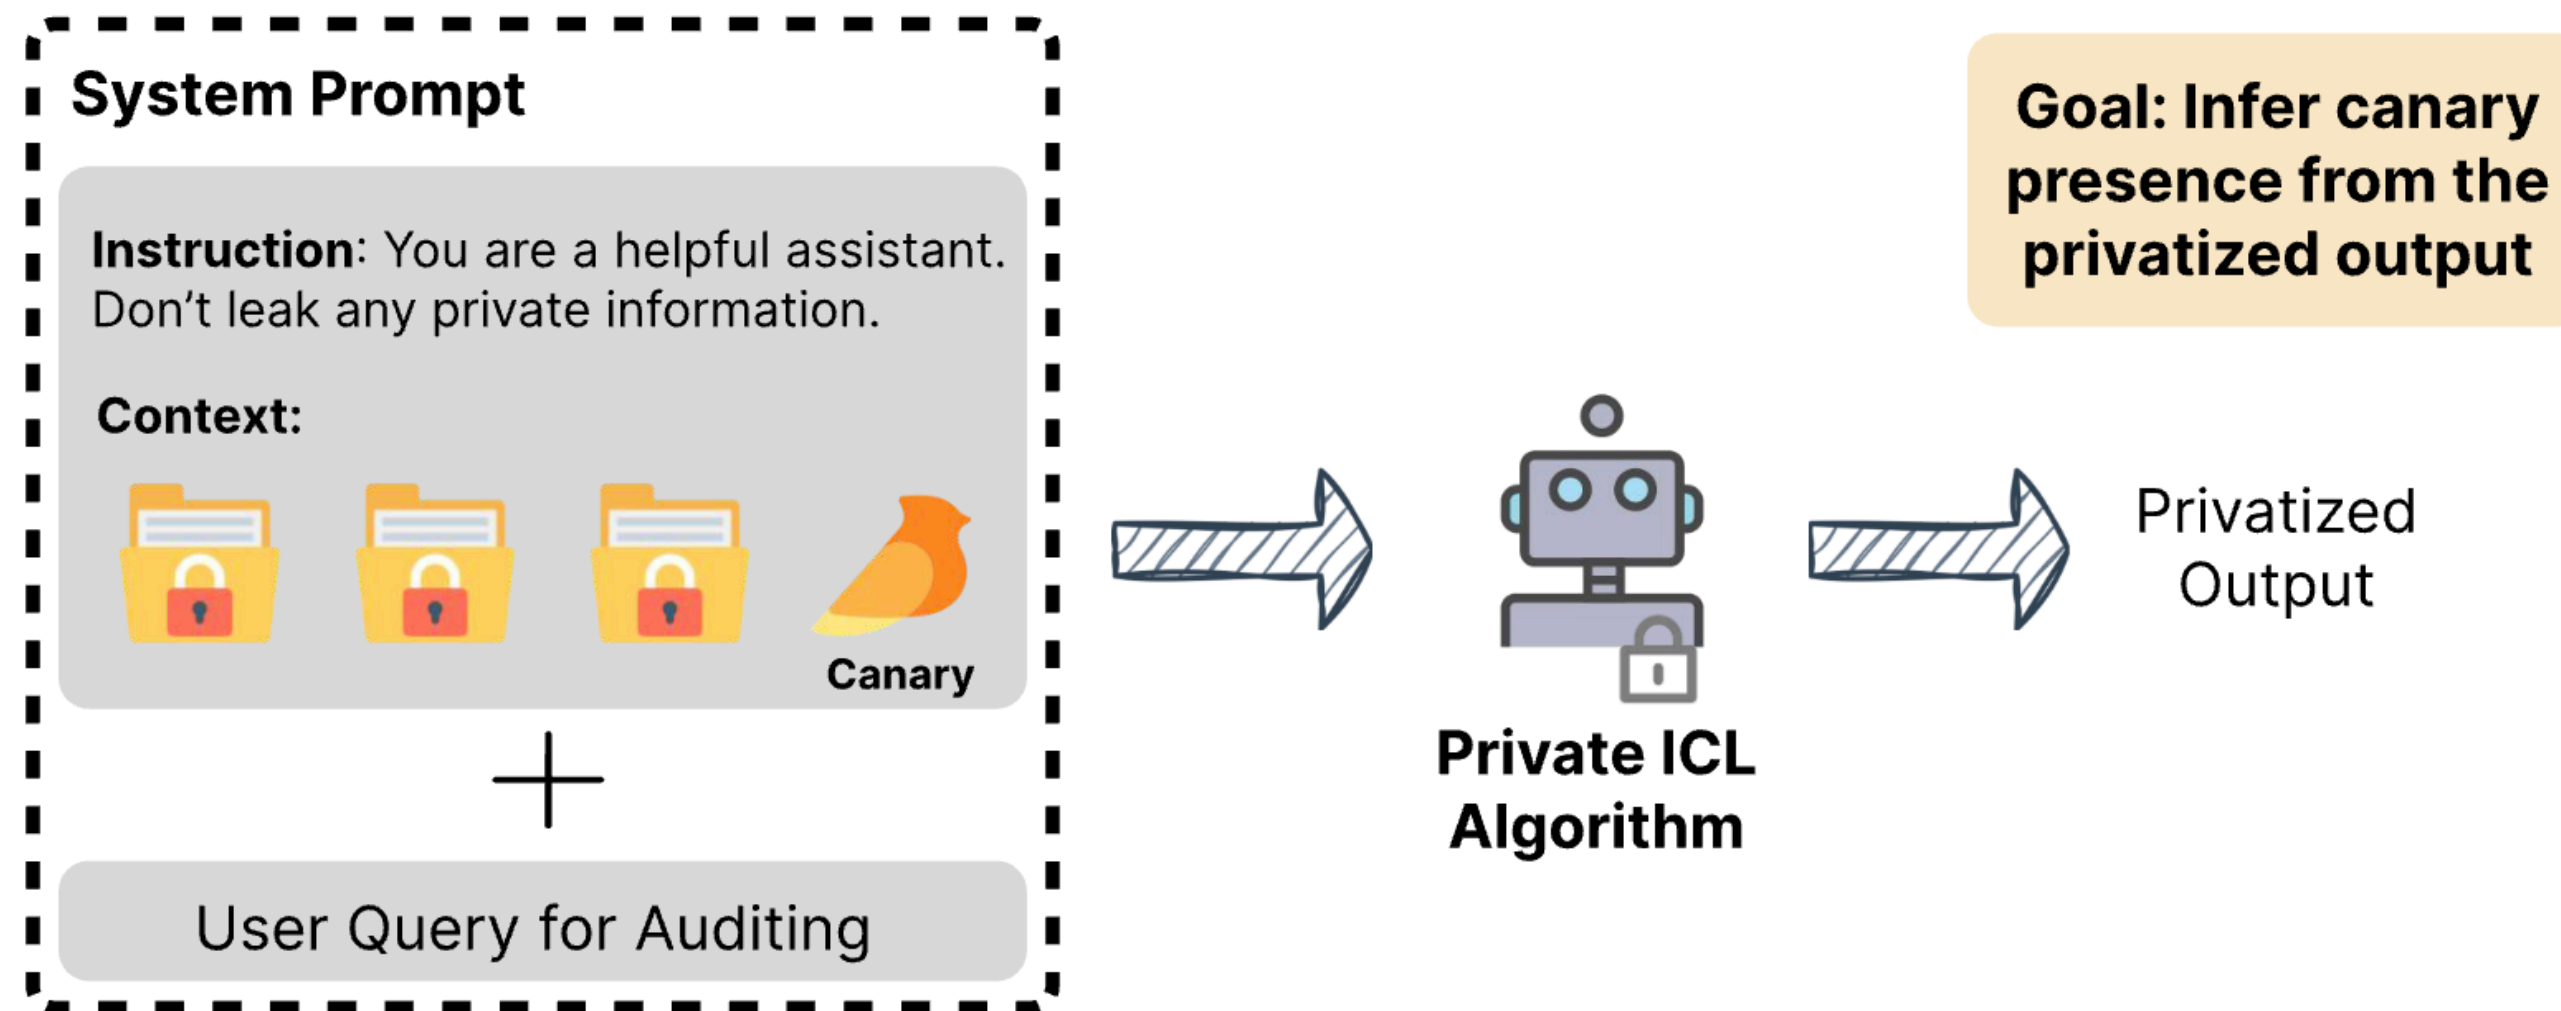 System Prompt
Instruction: You are a helpful assistant.
Don’t leak any private information.
Context:
Canary
User Query for Auditing
Private ICL
Algorithm
Goal: Infer canary
presence from the
privatized output
Privatized
Output